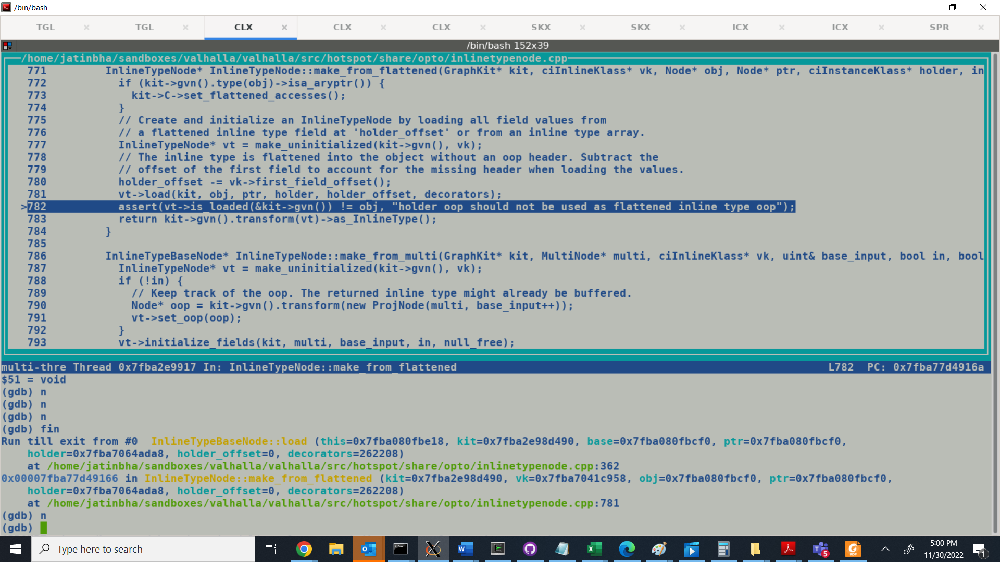 /bin/bash
TGL TGL CLX CLX CLX SKX SKX ICX ICX SPR
/bin/bash 152x39
/home/jatinbha/sandboxes/valhalla/valhalla/src/hotspot/share/opto/inlinetypenode.cpp
771 InlineTypeNode* InlineTypeNode::make_from_flattened(GraphKit* kit, ciInlineKlass* vk, Node* obj, Node* ptr, ciInstanceKlass* holder, in
772 if (kit->gvn().type(obj)->isa_aryptr()) {
773 kit->C->set_flattened_accesses();
774 }
775 // Create and initialize an InlineTypeNode by loading all field values from
776 // a flattened inline type field at 'holder_offset' or from an inline type array.
777 InlineTypeNode* vt = make_uninitialized(kit->gvn(), vk);
778 // The inline type is flattened into the object without an oop header. Subtract the
779 // offset of the first field to account for the missing header when loading the values.
780 holder_offset -= vk->first_field_offset();
781 vt->load(kit, obj, ptr, holder, holder_offset, decorators);
>782 assert(vt->is_loaded(&kit->gvn()) != obj, "holder oop should not be used as flattened inline type oop");
783 return kit->gvn().transform(vt)->as_InlineType();
784 }
785
786 InlineTypeBaseNode* InlineTypeNode::make_from_multi(GraphKit* kit, MultiNode* multi, ciInlineKlass* vk, uint& base_input, bool in, bool
787 InlineTypeNode* vt = make_uninitialized(kit->gvn(), vk);
788 if (!in) {
789 // Keep track of the oop. The returned inline type might already be buffered.
790 Node* oop = kit->gvn().transform(new ProjNode(multi, base_input++));
791 vt->set_oop(oop);
792 }
793 vt->initialize_fields(kit, multi, base_input, in, null_free);
multi-thre Thread 0x7fba2e9917 In: InlineTypeNode::make_from_flattened L782 PC: 0x7fba77d4916a
$51 = void
(gdb) n
(gdb) n
(gdb) n
(gdb) fin
Run till exit from #0 InlineTypeBaseNode::load (this=0x7fba080fbe18, kit=0x7fba2e98d490, base=0x7fba080fbcf0, ptr=0x7fba080fbcf0,
holder=0x7fba7064ada8, holder_offset=0, decorators=262208)
at /home/jatinbha/sandboxes/valhalla/valhalla/src/hotspot/share/opto/inlinetypenode.cpp:362
0x00007fba77d49166 in InlineTypeNode::make_from_flattened (kit=0x7fba2e98d490, vk=0x7fba7041c958, obj=0x7fba080fbcf0, ptr=0x7fba080fbcf0,
holder=0x7fba7064ada8, holder_offset=0, decorators=262208)
at /home/jatinbha/sandboxes/valhalla/valhalla/src/hotspot/share/opto/inlinetypenode.cpp:781
(gdb) n
(gdb)
Type here to search
5:00 PM
11/30/2022
5
1